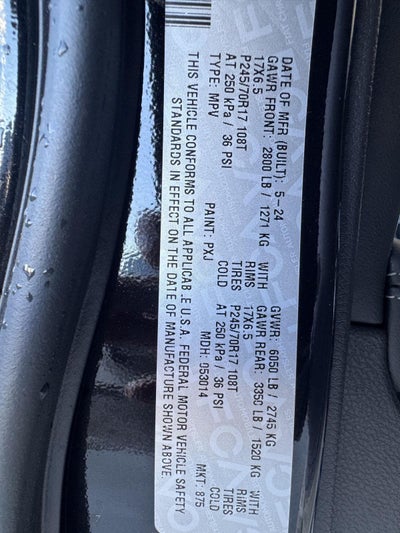 DATE OF MFR (BUILT): 5-24 GVWR: 6050 LB / 2745 KG
GAWR FRONT: 2800 LB / 1271 KG WITH GAWR REAR: 3350 LB / 1520 KG WITH
17X6.5 RIMS 17X6.5 RIMS
P245/70R17 108T TIRES P245/70R17 108T TIRES
AT 250 kPa / 36 PSI COLD AT 250 kPa / 36 PSI COLD
TYPE: MPV PAINT: PXJ MDH: 053014 MKT: 875
THIS VEHICLE CONFORMS TO ALL APPLICAB.E U.S.A. FEDERAL MOTOR VEHICLE SAFETY
STANDARDS IN EFFECT ON THE DATE OF MANUFACTURE SHOWN ABOVE.